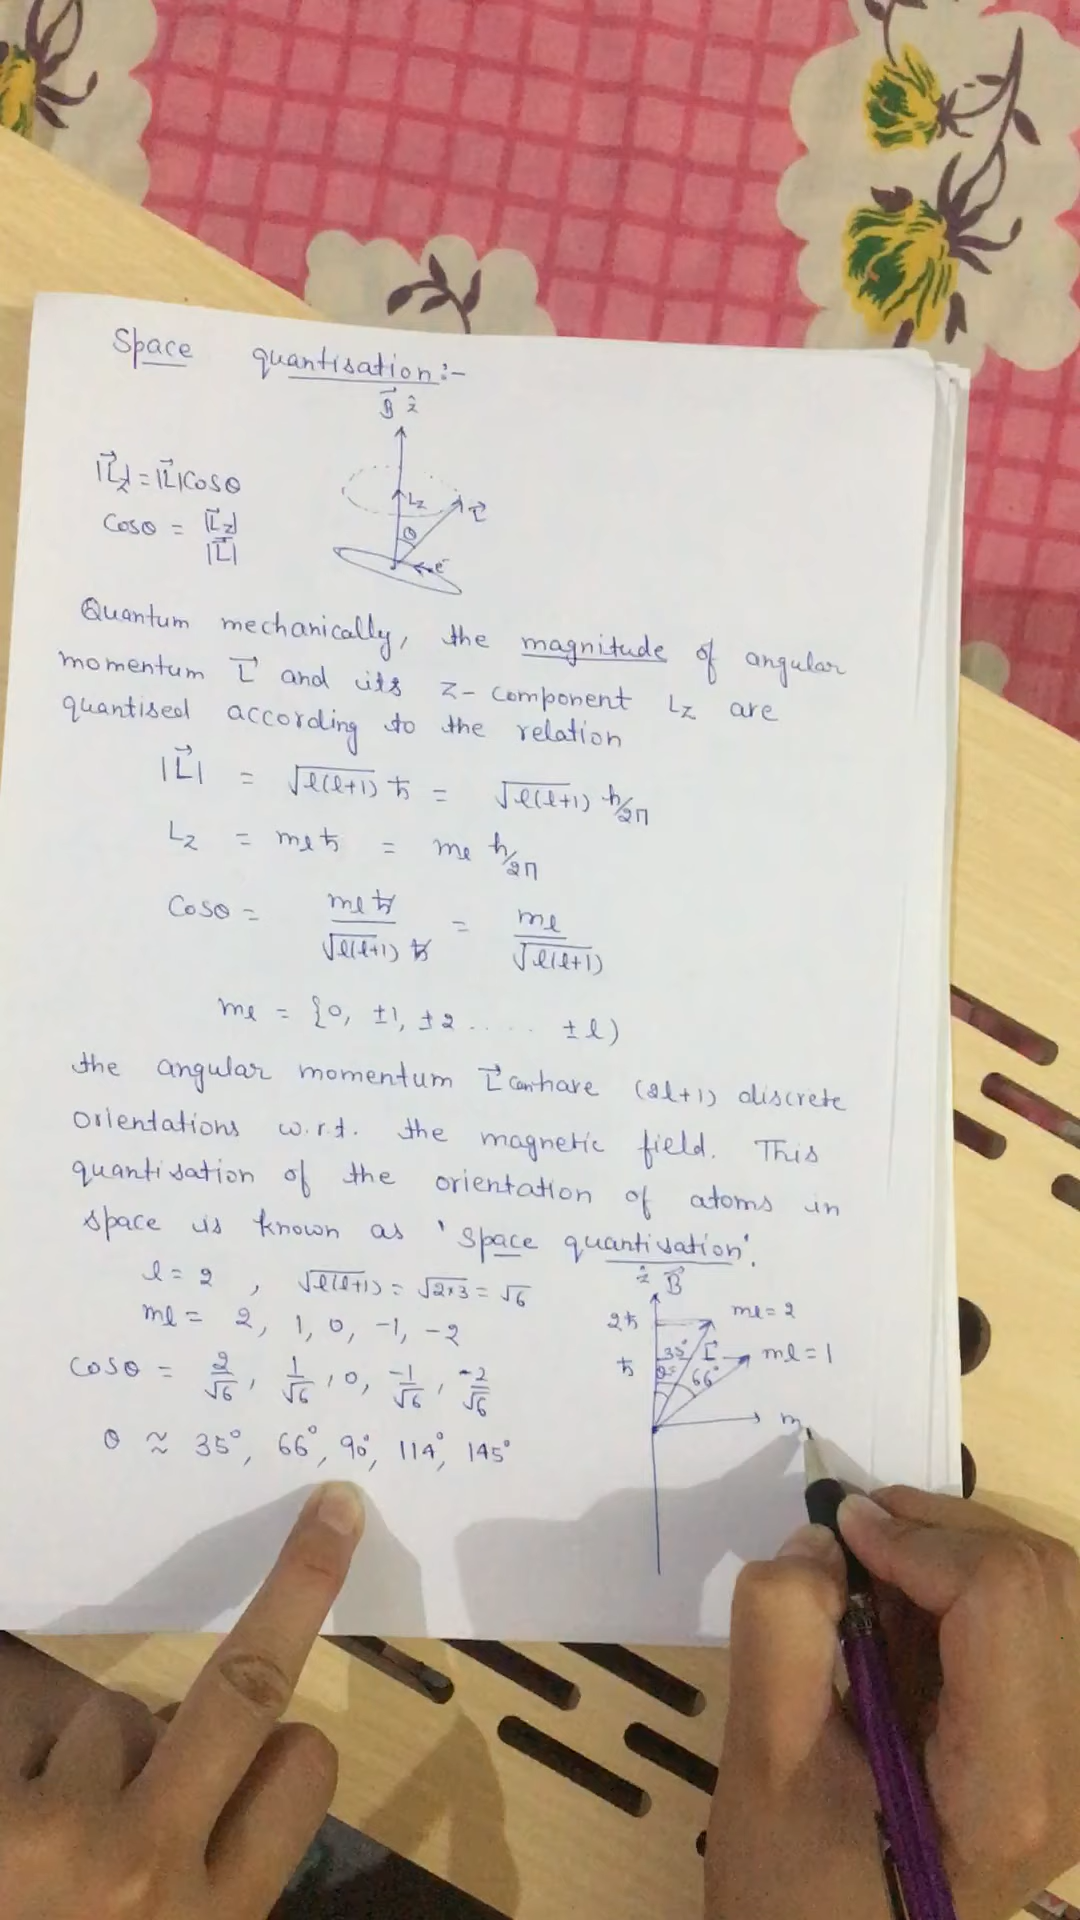 Space quantisation:-
B⃗ ẑ
|L⃗z| = |L⃗|Cosθ
Lz
L⃗
Cosθ = |L⃗z| / |L⃗|
θ
e⁻
Quantum mechanically, the magnitude of angular
momentum L⃗ and its z-component Lz are
quantised according to the relation
|L⃗| = √l(l+1) ħ = √l(l+1) h/2π
Lz = mlħ = ml h/2π
Cosθ = mlħ / √l(l+1) ħ = ml / √l(l+1)
ml = {0, ±1, ±2 ..... ±l)
the angular momentum L⃗ can have (2l+1) discrete
orientations w.r.t. the magnetic field. This
quantisation of the orientation of atoms in
space is known as 'space quantisation'.
l = 2 , √l(l+1) = √2×3 = √6
ml = 2, 1, 0, -1, -2
Cosθ = 2/√6, 1/√6, 0, -1/√6, -2/√6
θ ≈ 35°, 66°, 90°, 114°, 145°
ẑ B⃗
2ħ ml = 2
ħ 35° L⃗ ml = 1
66°
m